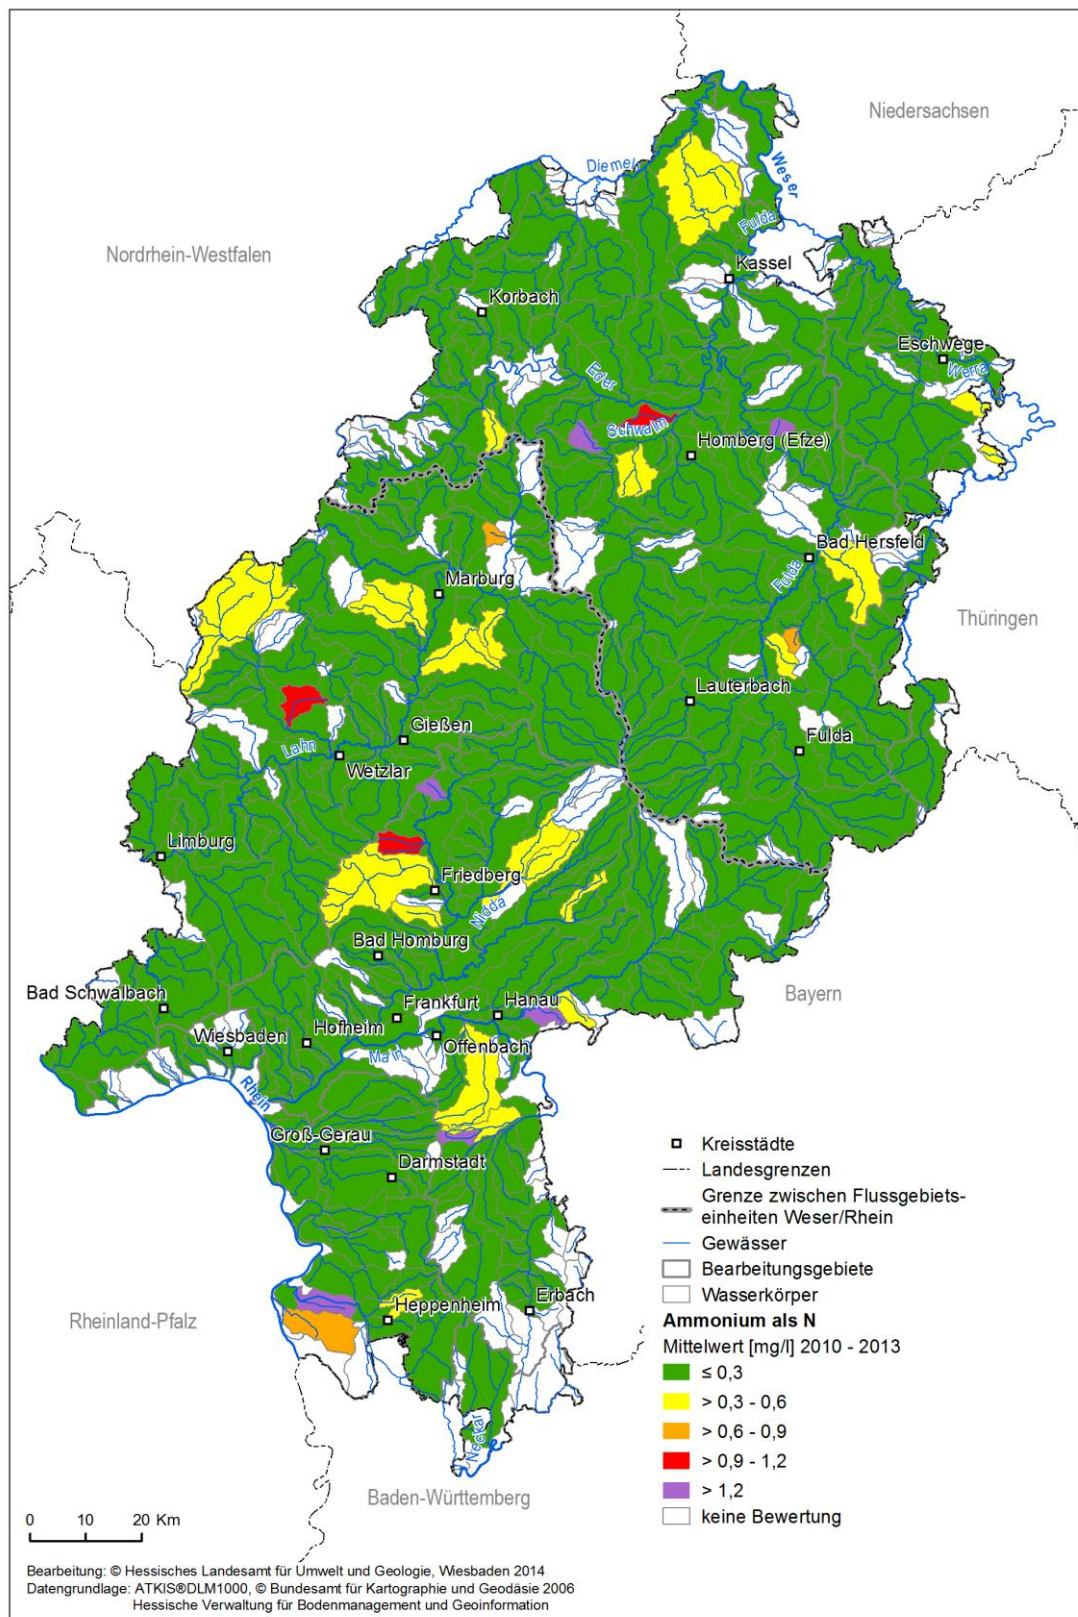 Niedersachsen
Diemel
Weser
Fulda
Nordrhein-Westfalen
Kassel
Korbach
Eschwege
Werra
Eder
Schwalm
Homberg (Efze)
Bad Hersfeld
Fulda
Marburg
Thüringen
Lauterbach
Gießen
Fulda
Lahn
Wetzlar
Limburg
Friedberg
Nidda
Bad Homburg
Bad Schwalbach
Bayern
Frankfurt
Hanau
Hofheim
Wiesbaden
Offenbach
Main
Rhein
Groß-Gerau
Darmstadt
Rheinland-Pfalz
Heppenheim
Erbach
Neckar
Baden-Württemberg
Kreisstädte
Landesgrenzen
Grenze zwischen Flussgebiets-
einheiten Weser/Rhein
Gewässer
Bearbeitungsgebiete
Wasserkörper
Ammonium als N
Mittelwert [mg/l] 2010 - 2013
≤ 0,3
> 0,3 - 0,6
> 0,6 - 0,9
> 0,9 - 1,2
> 1,2
keine Bewertung
0 10 20 Km
Bearbeitung: © Hessisches Landesamt für Umwelt und Geologie, Wiesbaden 2014
Datengrundlage: ATKIS®DLM1000, © Bundesamt für Kartographie und Geodäsie 2006
Hessische Verwaltung für Bodenmanagement und Geoinformation